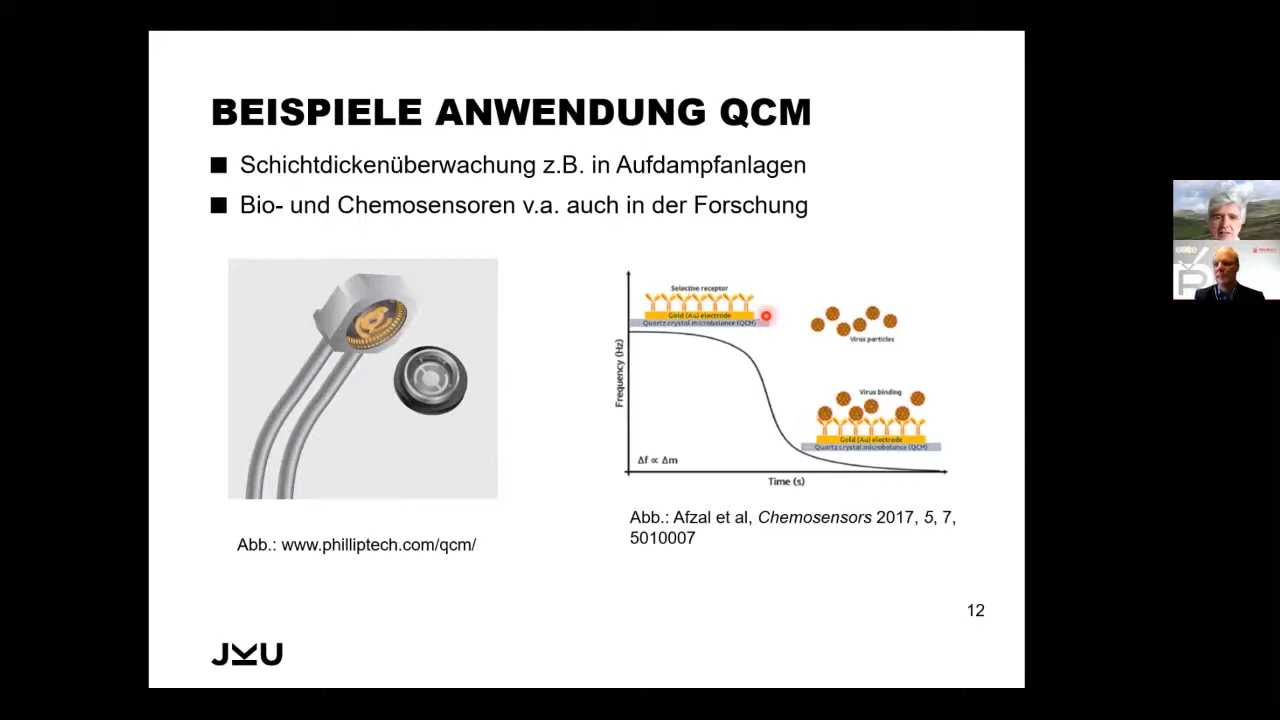 BEISPIELE ANWENDUNG QCM
■ Schichtdickenüberwachung z.B. in Aufdampfanlagen
■ Bio- und Chemosensoren v.a. auch in der Forschung
Selective receptor
Gold (Au) electrode
Quartz crystal microbalance (QCM)
Virus particles
Frequency (Hz)
Virus binding
Gold (Au) electrode
Quartz crystal microbalance (QCM)
Δf ∝ Δm
Time (s)
Abb.: www.philliptech.com/qcm/
Abb.: Afzal et al, Chemosensors 2017, 5, 7,
5010007
12
JKU